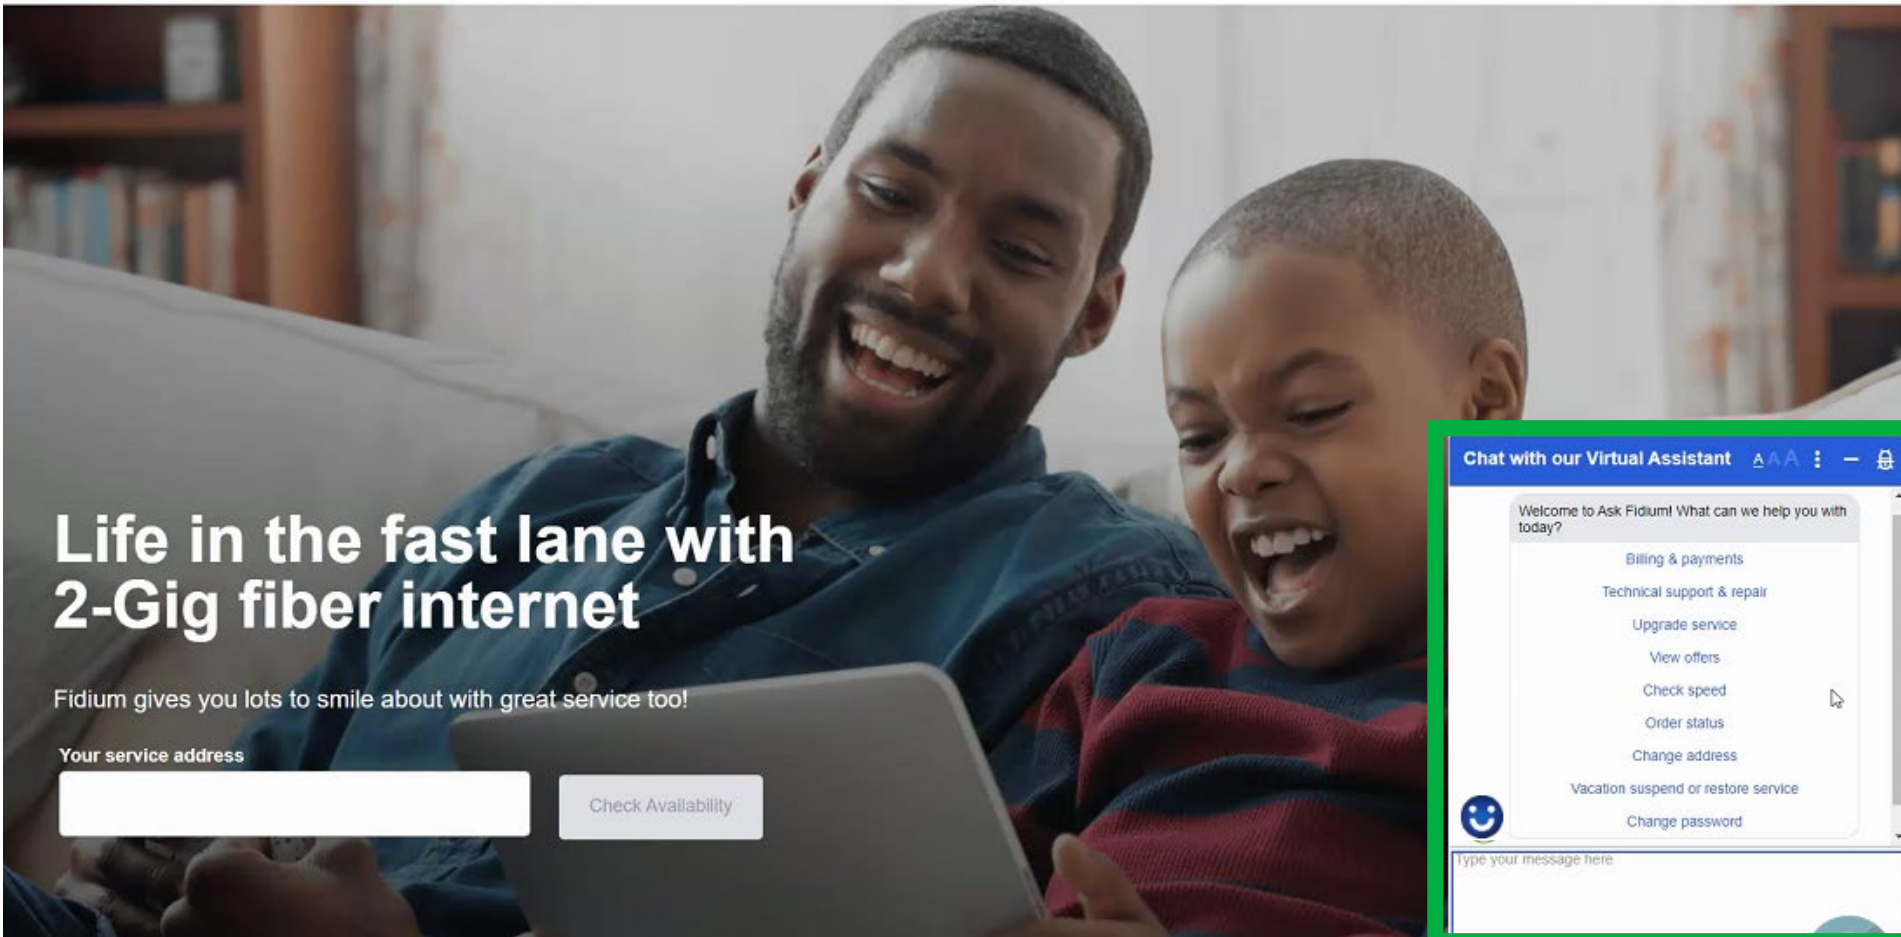 Life in the fast lane with
2-Gig fiber internet
Fidium gives you lots to smile about with great service too!
Your service address
Check Availability
Chat with our Virtual Assistant A A A
Welcome to Ask Fidium! What can we help you with
today?
Billing & payments
Technical support & repair
Upgrade service
View offers
Check speed
Order status
Change address
Vacation suspend or restore service
Change password
Type your message here